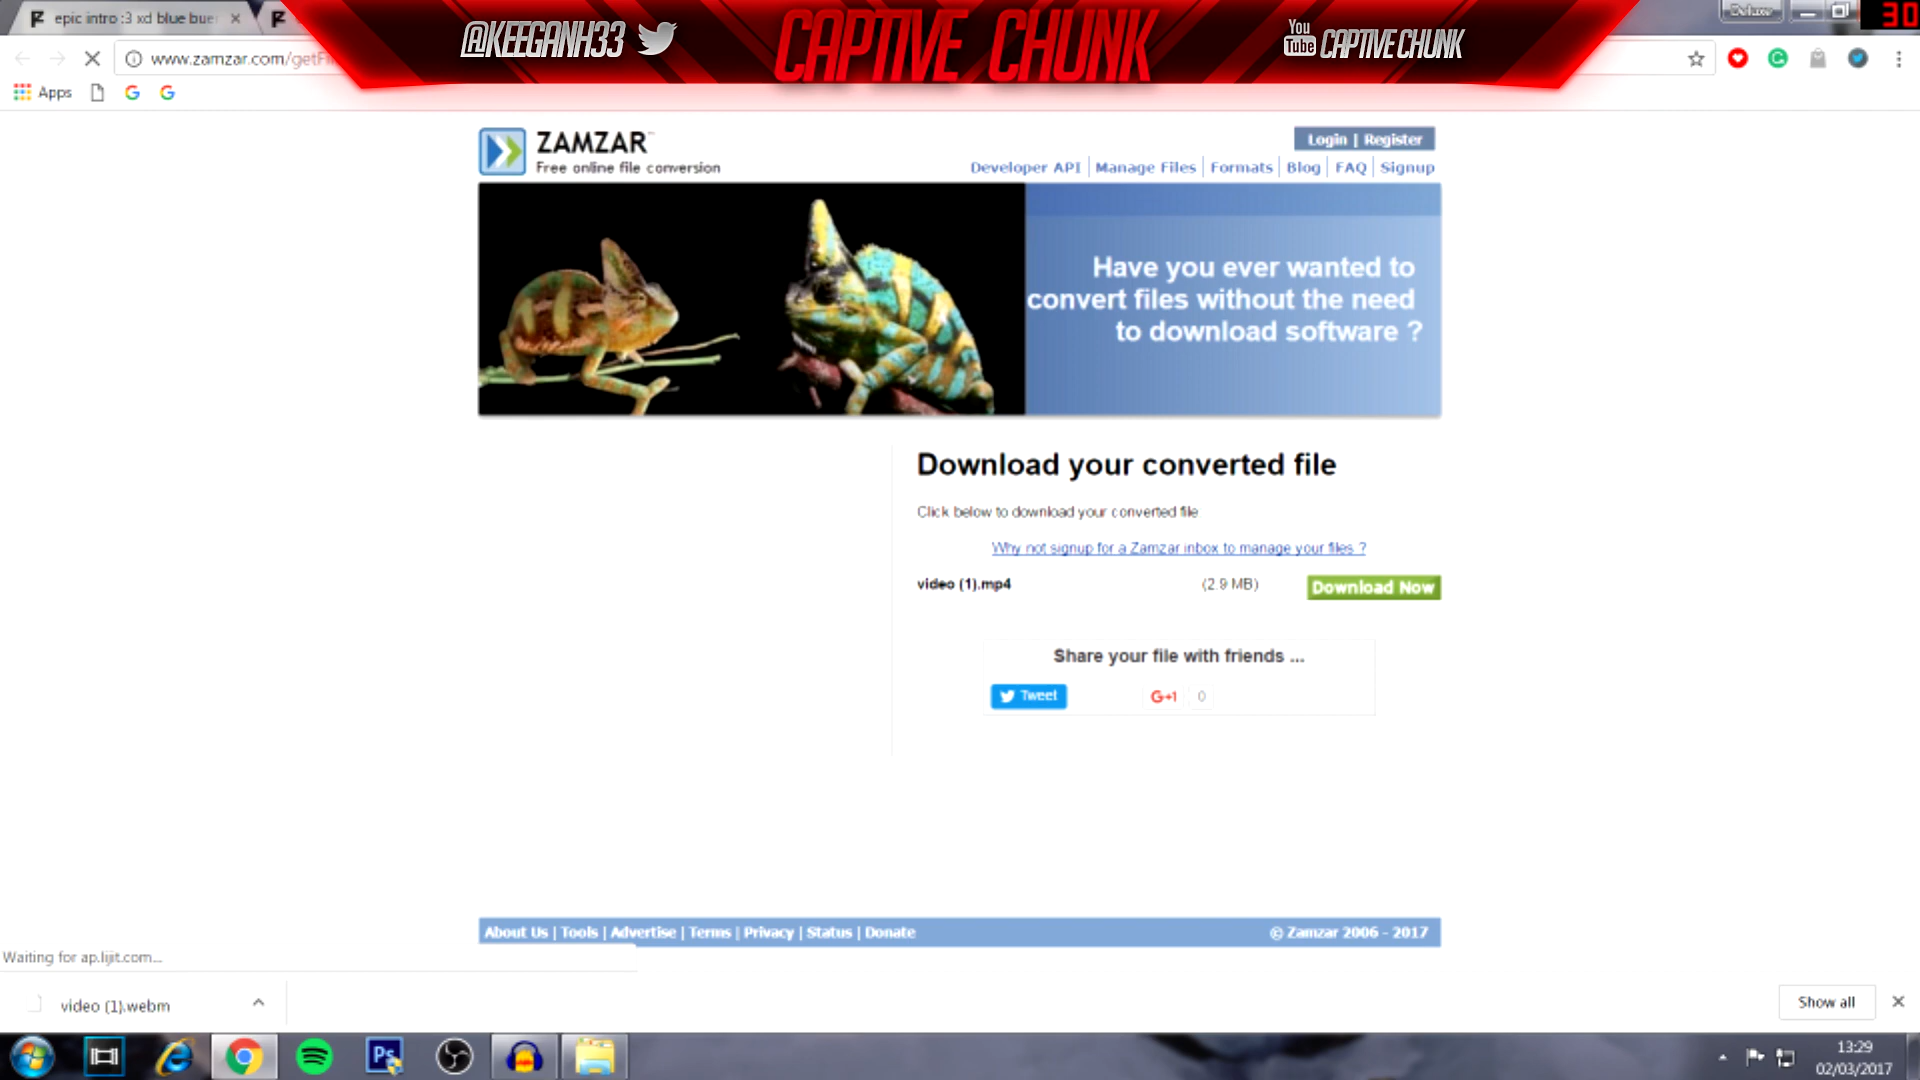 epic intro :3 xd blue bue
@KEEGANH33
CAPTIVE CHUNK
You Tube CAPTIVE CHUNK
Deluxe
30
www.zamzar.com/getFi
Apps
ZAMZAR
Free online file conversion
Login | Register
Developer API | Manage Files | Formats | Blog | FAQ | Signup
Have you ever wanted to
convert files without the need
to download software ?
Download your converted file
Click below to download your converted file
Why not signup for a Zamzar inbox to manage your files ?
video (1).mp4 (2.9 MB) Download Now
Share your file with friends ...
Tweet G+1 0
About Us | Tools | Advertise | Terms | Privacy | Status | Donate © Zamzar 2006 - 2017
Waiting for ap.lijit.com...
video (1).webm
Show all
Ps
13:29
02/03/2017